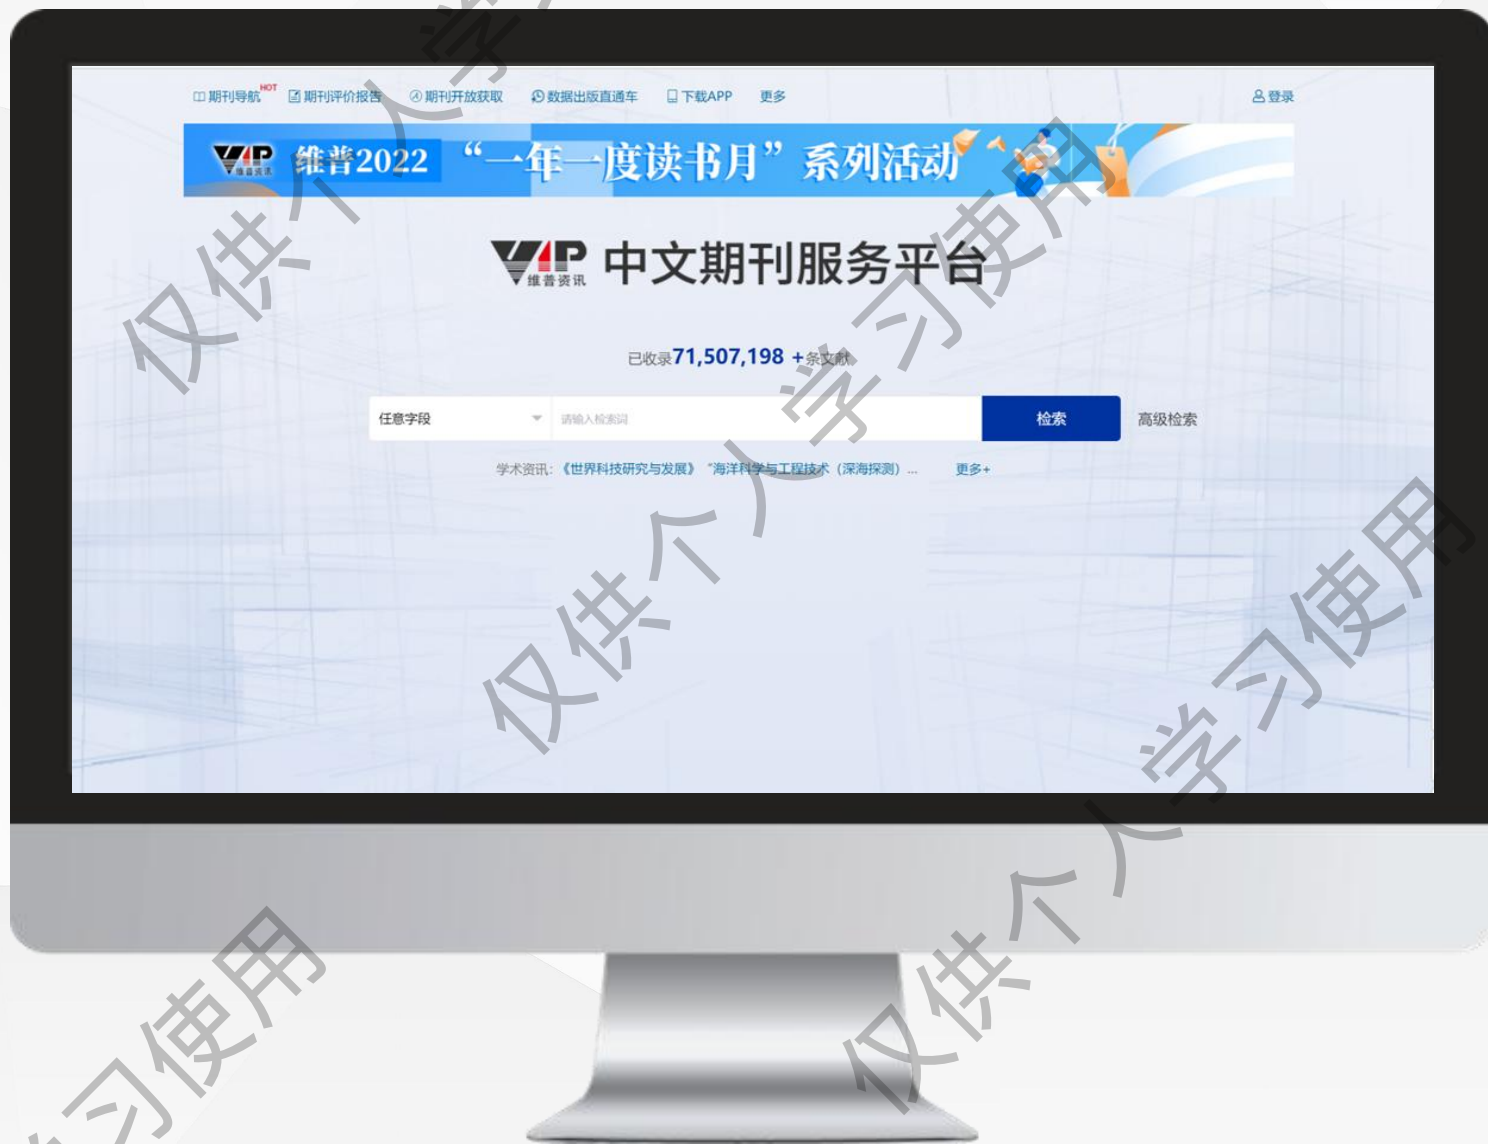 期刊导航 HOT 期刊评价报告 期刊开放获取 数据出版直通车 下载APP 更多 登录
VIP 维普资讯 维普2022 “一年一度读书月”系列活动
VIP 维普资讯 中文期刊服务平台
已收录71,507,198 +条文献
任意字段 请输入检索词 检索 高级检索
学术资讯：《世界科技研究与发展》“海洋科学与工程技术（深海探测）... 更多+
仅供个人学习使用
仅供个人学习使用
仅供个人学习使用
学习使用